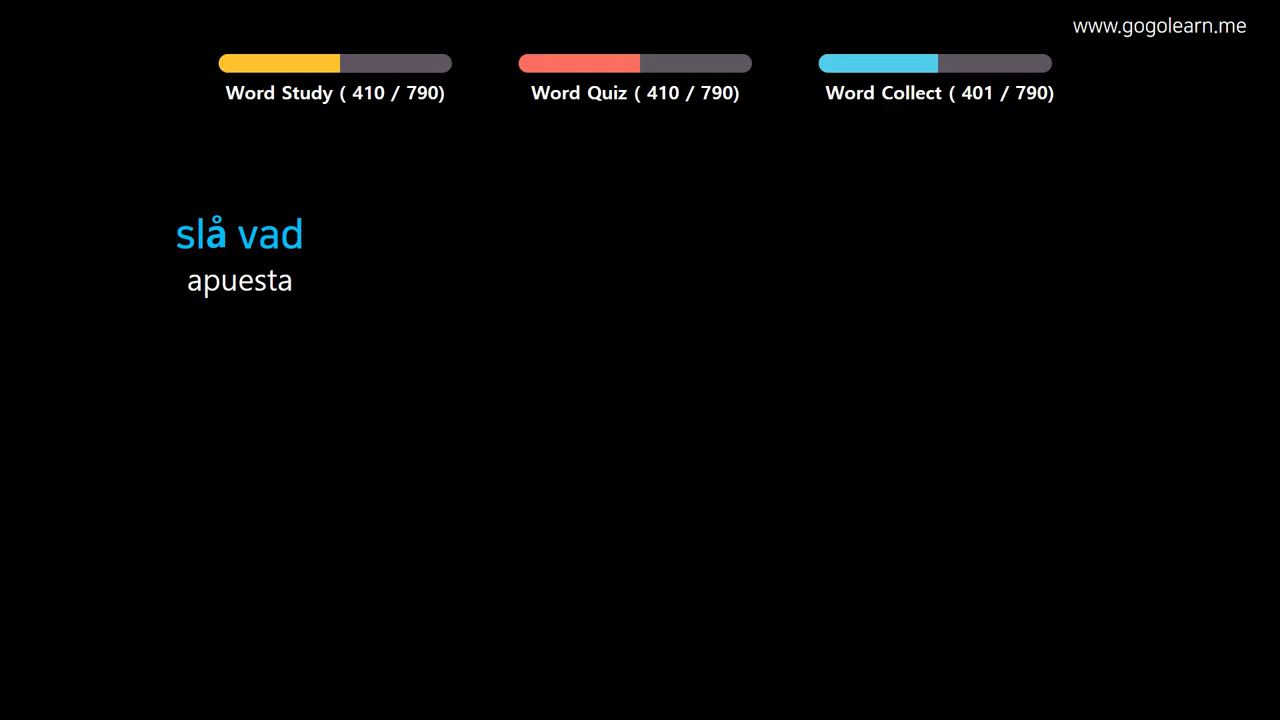 www.gogolearn.me
Word Study ( 410 / 790)
Word Quiz ( 410 / 790)
Word Collect ( 401 / 790)
slå vad
apuesta